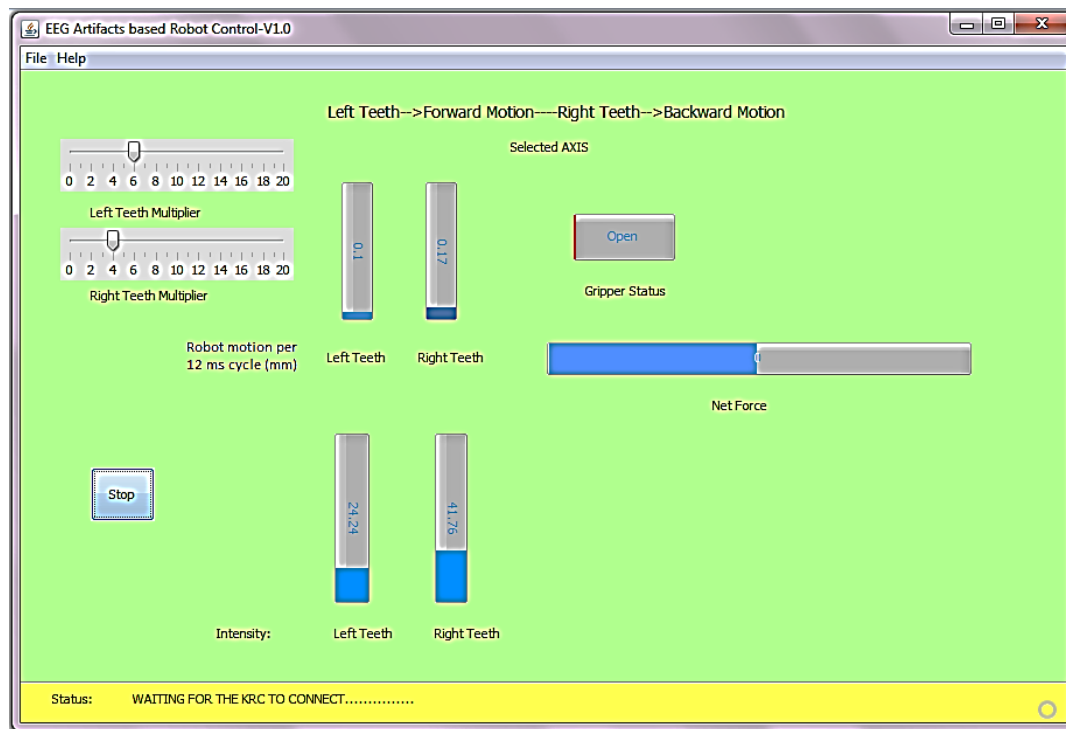 EEG Artifacts based Robot Control-V1.0
File Help
Left Teeth-->Forward Motion----Right Teeth-->Backward Motion
Selected AXIS
0 2 4 6 8 10 12 14 16 18 20
Left Teeth Multiplier
0 2 4 6 8 10 12 14 16 18 20
Right Teeth Multiplier
0.1
0.17
Open
Gripper Status
Robot motion per
12 ms cycle (mm)
Left Teeth
Right Teeth
0
Net Force
Stop
24.24
41.76
Intensity:
Left Teeth
Right Teeth
Status: WAITING FOR THE KRC TO CONNECT...............